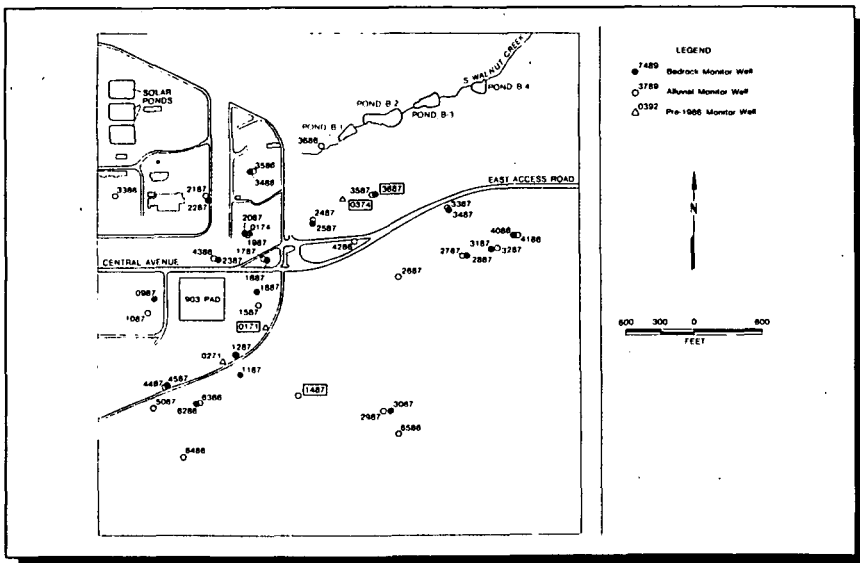 LEGEND
7489
Bedrock Monitor Well
3789
Alluvial Monitor Well
0392
Pre-1986 Monitor Well
N
600 300 0 600
FEET
S WALNUT CREEK
SOLAR
PONDS
POND B-1
POND B-2
POND B-3
POND B-4
3686
3586
3486
3386
2187
2287
3587
3687
0374
EAST ACCESS ROAD
3387
3487
2487
2587
2087
0174
1987
4286
4086
4186
3187
3287
2787
2887
4386
2387
1787
CENTRAL AVENUE
2687
0987
903 PAD
1887
1587
1087
0171
1287
0271
1187
4487
4587
5087
6286
6386
1487
3087
2987
6586
6486